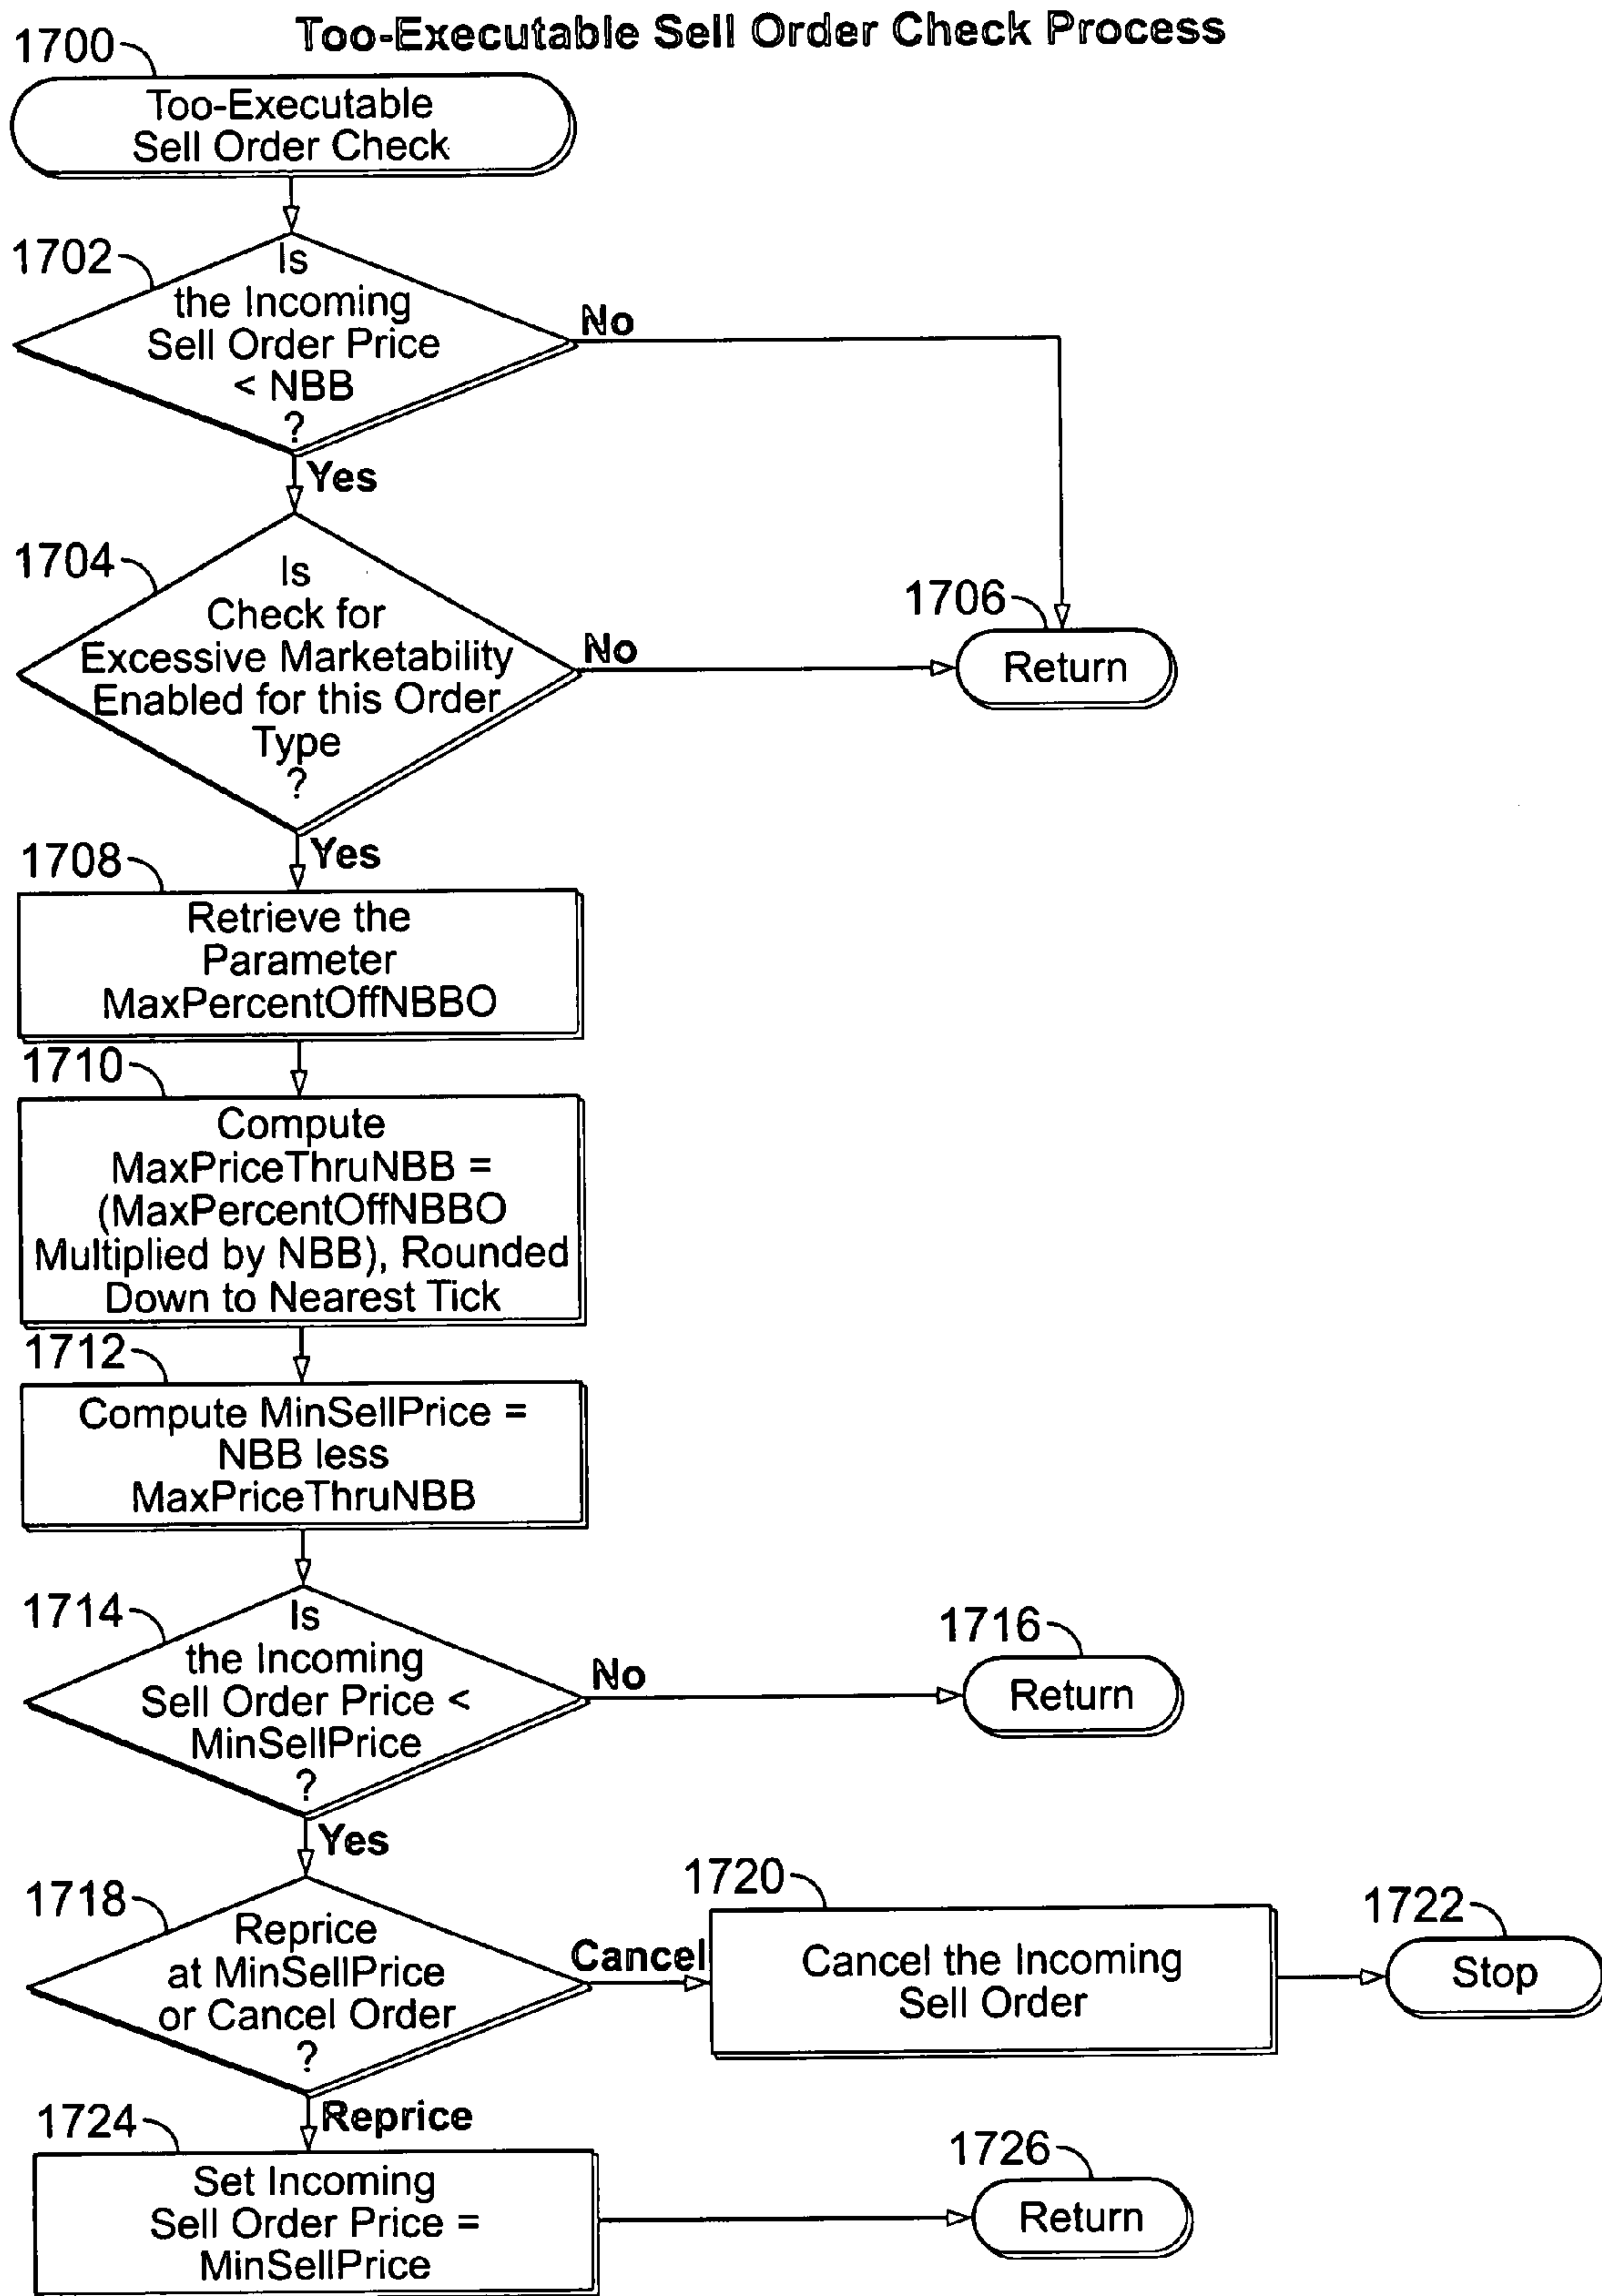 Too-Executable Sell Order Check Process
1700
Too-Executable
Sell Order Check
1702
Is
the Incoming
Sell Order Price
< NBB
?
No
Yes
1704
Is
Check for
Excessive Marketability
Enabled for this Order
Type
?
No
1706
Return
Yes
1708
Retrieve the
Parameter
MaxPercentOffNBBO
1710
Compute
MaxPriceThruNBB =
(MaxPercentOffNBBO
Multiplied by NBB), Rounded
Down to Nearest Tick
1712
Compute MinSellPrice =
NBB less
MaxPriceThruNBB
1714
Is
the Incoming
Sell Order Price <
MinSellPrice
?
No
1716
Return
Yes
1718
Reprice
at MinSellPrice
or Cancel Order
?
Cancel
1720
Cancel the Incoming
Sell Order
1722
Stop
Reprice
1724
Set Incoming
Sell Order Price =
MinSellPrice
1726
Return